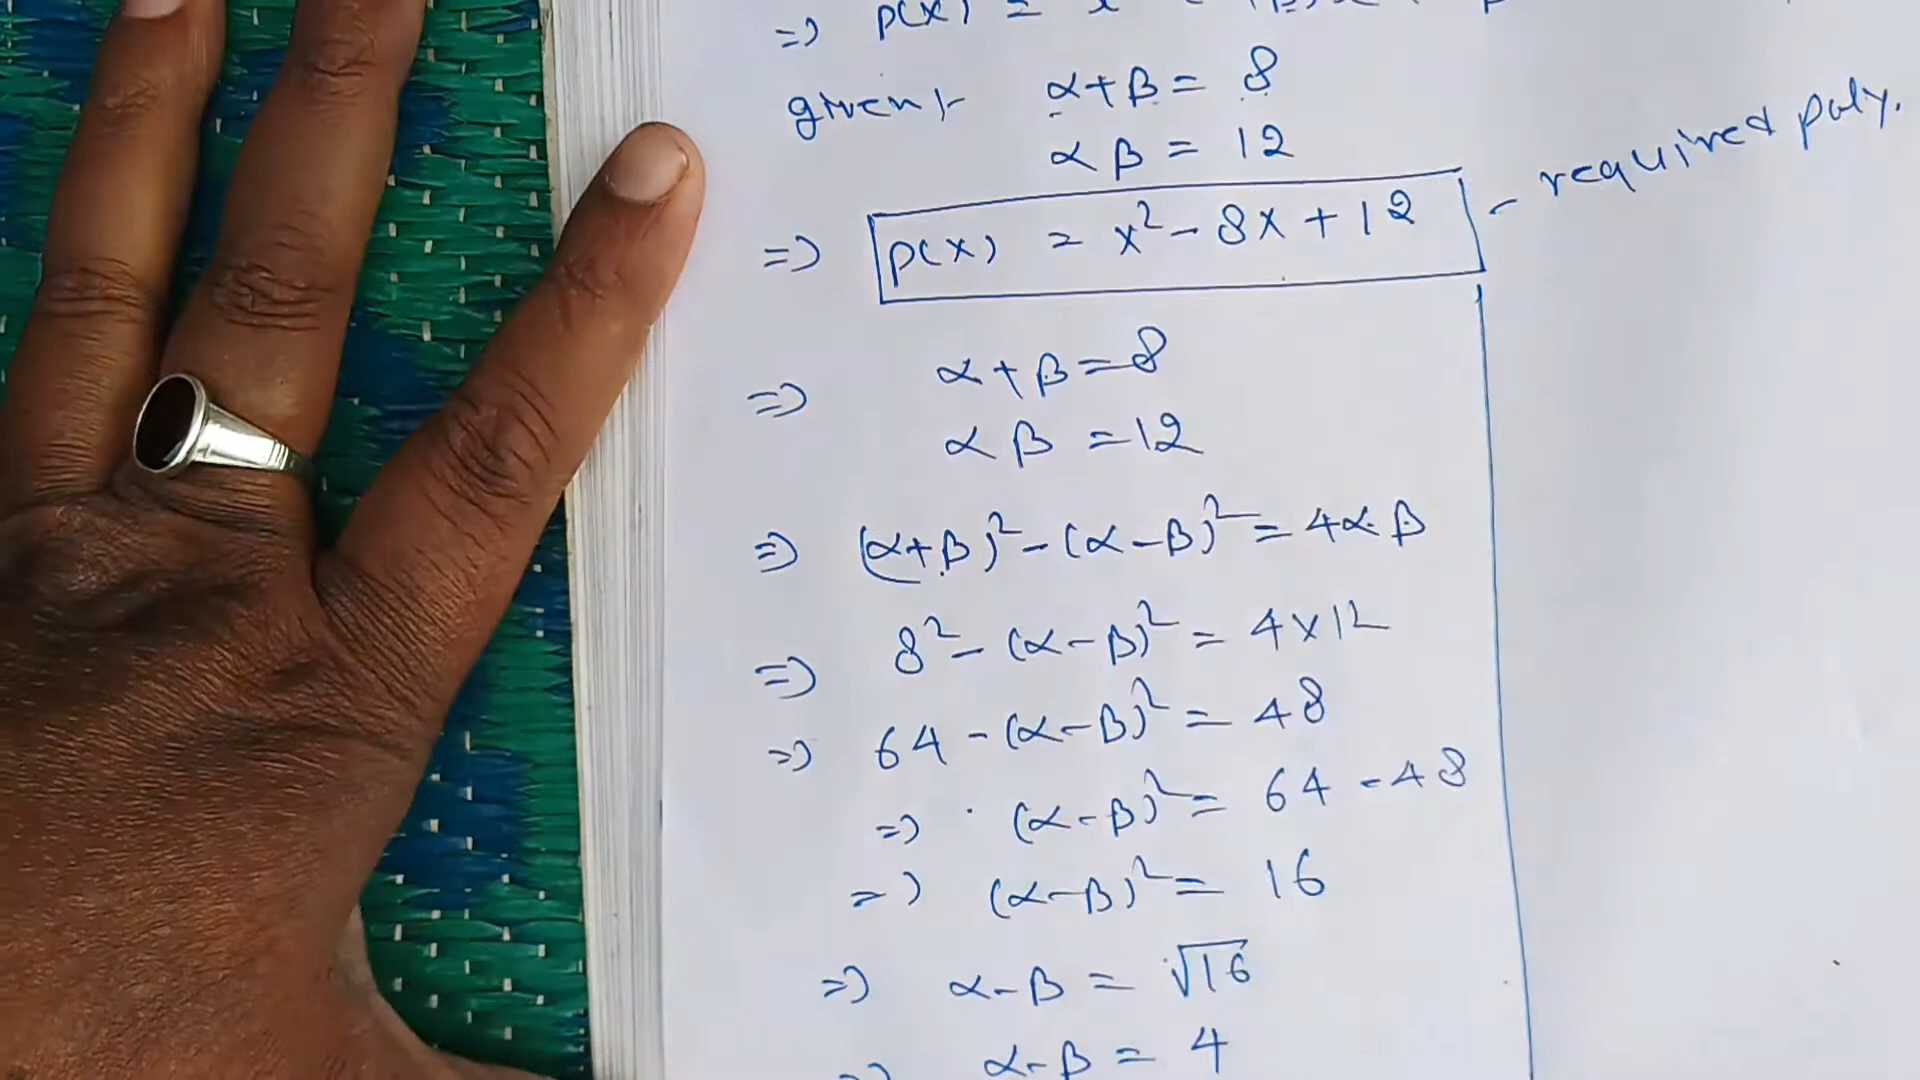 => p(x) =
given :- α+β = 8
αβ = 12
=> p(x) = x² - 8x + 12 - required poly.
=> α+β = 8
αβ = 12
=> (α+β)² - (α-β)² = 4αβ
=> 8² - (α-β)² = 4×12
=> 64 - (α-β)² = 48
=> (α-β)² = 64 - 48
=> (α-β)² = 16
=> α-β = √16
=> α-β = 4